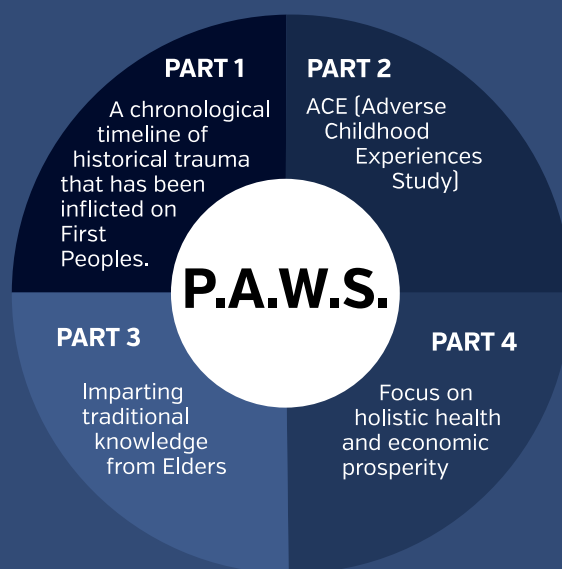 PART 1
A chronological
timeline of
historical trauma
that has been
inflicted on
First
Peoples.
PART 2
ACE (Adverse
Childhood
Experiences
Study)
P.A.W.S.
PART 3
Imparting
traditional
knowledge
from Elders
PART 4
Focus on
holistic health
and economic
prosperity